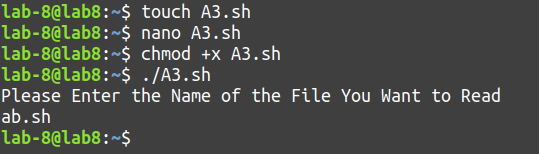 lab-8@lab8:~$ touch A3.sh
lab-8@lab8:~$ nano A3.sh
lab-8@lab8:~$ chmod +x A3.sh
lab-8@lab8:~$ ./A3.sh
Please Enter the Name of the File You Want to Read
ab.sh
lab-8@lab8:~$